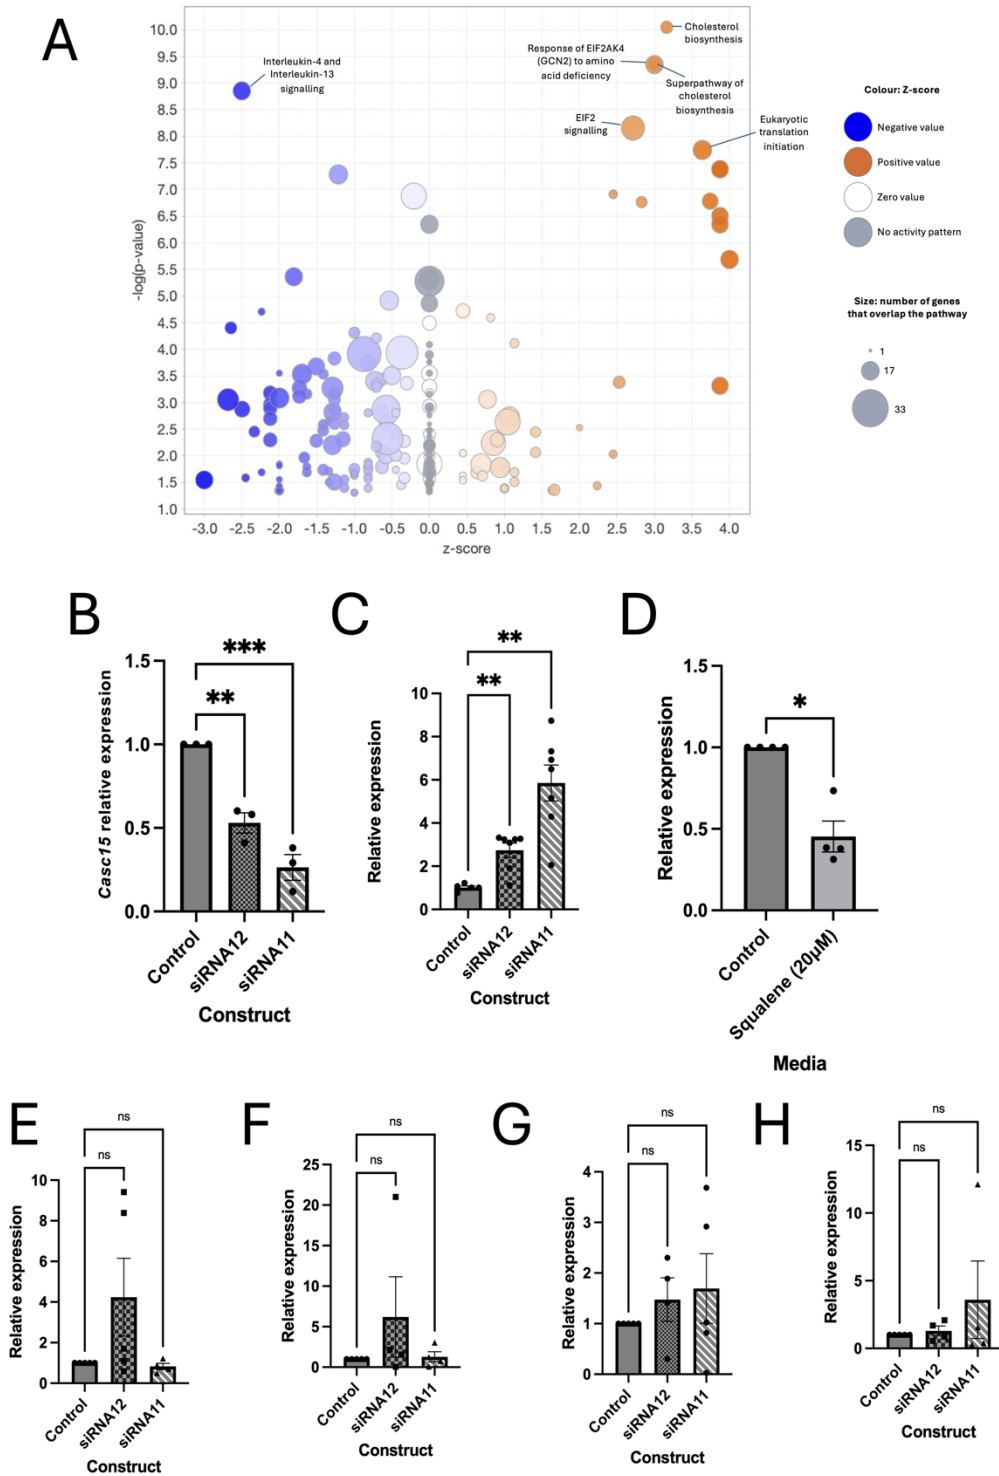 A
10.0
9.5
9.0
8.5
8.0
7.5
7.0
6.5
6.0
5.5
5.0
4.5
4.0
3.5
3.0
2.5
2.0
1.5
1.0
-log(p-value)
-3.0 -2.5 -2.0 -1.5 -1.0 -0.5 0.0 0.5 1.0 1.5 2.0 2.5 3.0 3.5 4.0
z-score
Interleukin-4 and
Interleukin-13
signalling
Cholesterol
biosynthesis
Response of EIF2AK4
(GCN2) to amino
acid deficiency
Superpathway of
cholesterol
biosynthesis
EIF2
signalling
Eukaryotic
translation
initiation
Colour: Z-score
Negative value
Positive value
Zero value
No activity pattern
Size: number of genes
that overlap the pathway
1
17
33
B
Casc15 relative expression
1.5
1.0
0.5
0.0
***
**
Control
siRNA12
siRNA11
Construct
C
Relative expression
10
8
6
4
2
0
**
**
Control
siRNA12
siRNA11
Construct
D
Relative expression
1.5
1.0
0.5
0.0
*
Control
Squalene (20µM)
Media
E
Relative expression
10
8
6
4
2
0
ns
ns
Control
siRNA12
siRNA11
Construct
F
Relative expression
25
20
15
10
5
0
ns
ns
Control
siRNA12
siRNA11
Construct
G
Relative expression
4
3
2
1
0
ns
ns
Control
siRNA12
siRNA11
Construct
H
Relative expression
15
10
5
0
ns
ns
Control
siRNA12
siRNA11
Construct